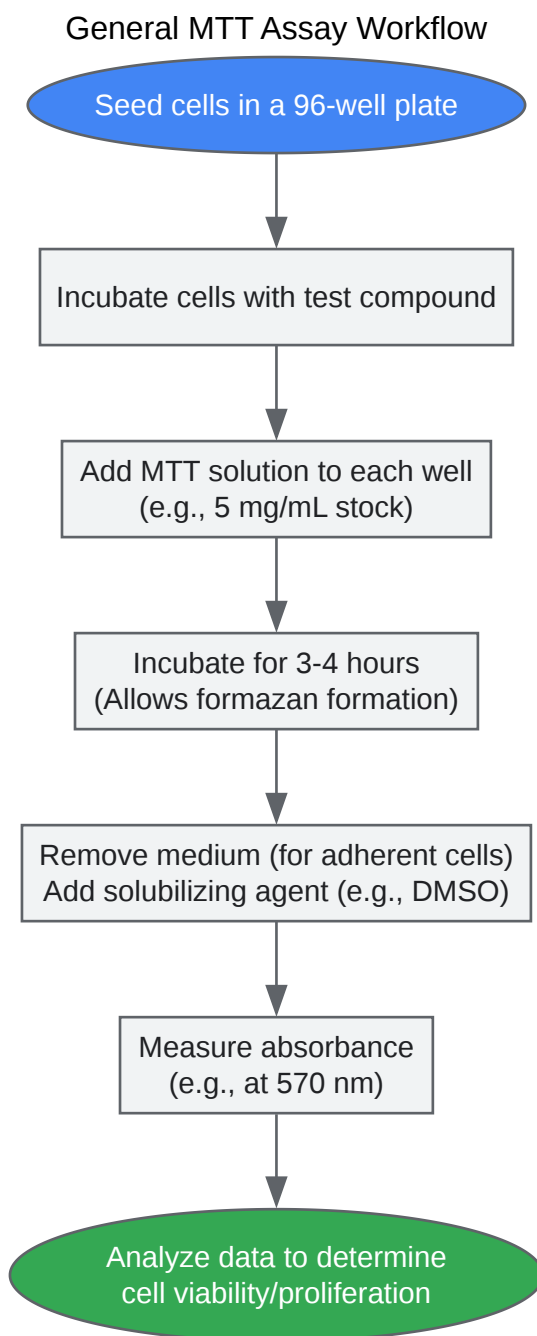 General MTT Assay Workflow
Seed cells in a 96-well plate
Incubate cells with test compound
Add MTT solution to each well
(e.g., 5 mg/mL stock)
Incubate for 3-4 hours
(Allows formazan formation)
Remove medium (for adherent cells)
Add solubilizing agent (e.g., DMSO)
Measure absorbance
(e.g., at 570 nm)
Analyze data to determine
cell viability/proliferation